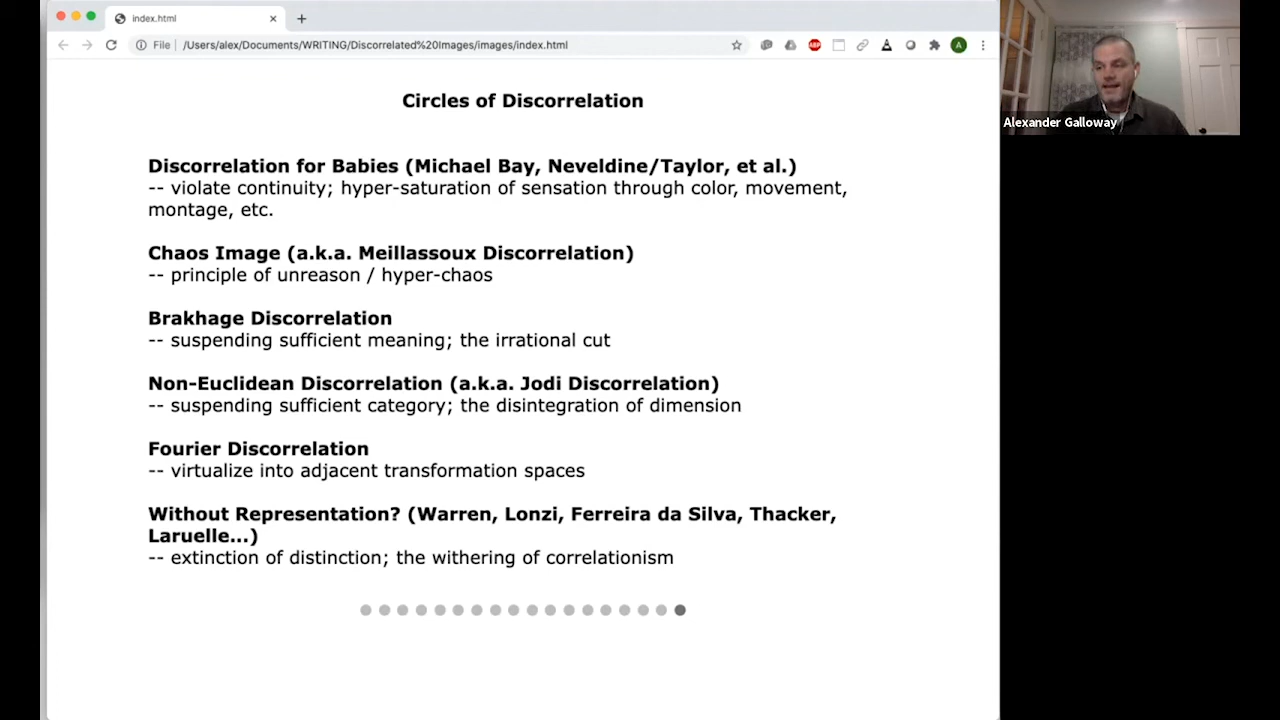 index.html
File
/Users/alex/Documents/WRITING/Discorrelated%20Images/images/index.html
ABP
A
Alexander Galloway
Circles of Discorrelation
Discorrelation for Babies (Michael Bay, Neveldine/Taylor, et al.)
-- violate continuity; hyper-saturation of sensation through color, movement,
montage, etc.
Chaos Image (a.k.a. Meillassoux Discorrelation)
-- principle of unreason / hyper-chaos
Brakhage Discorrelation
-- suspending sufficient meaning; the irrational cut
Non-Euclidean Discorrelation (a.k.a. Jodi Discorrelation)
-- suspending sufficient category; the disintegration of dimension
Fourier Discorrelation
-- virtualize into adjacent transformation spaces
Without Representation? (Warren, Lonzi, Ferreira da Silva, Thacker,
Laruelle...)
-- extinction of distinction; the withering of correlationism